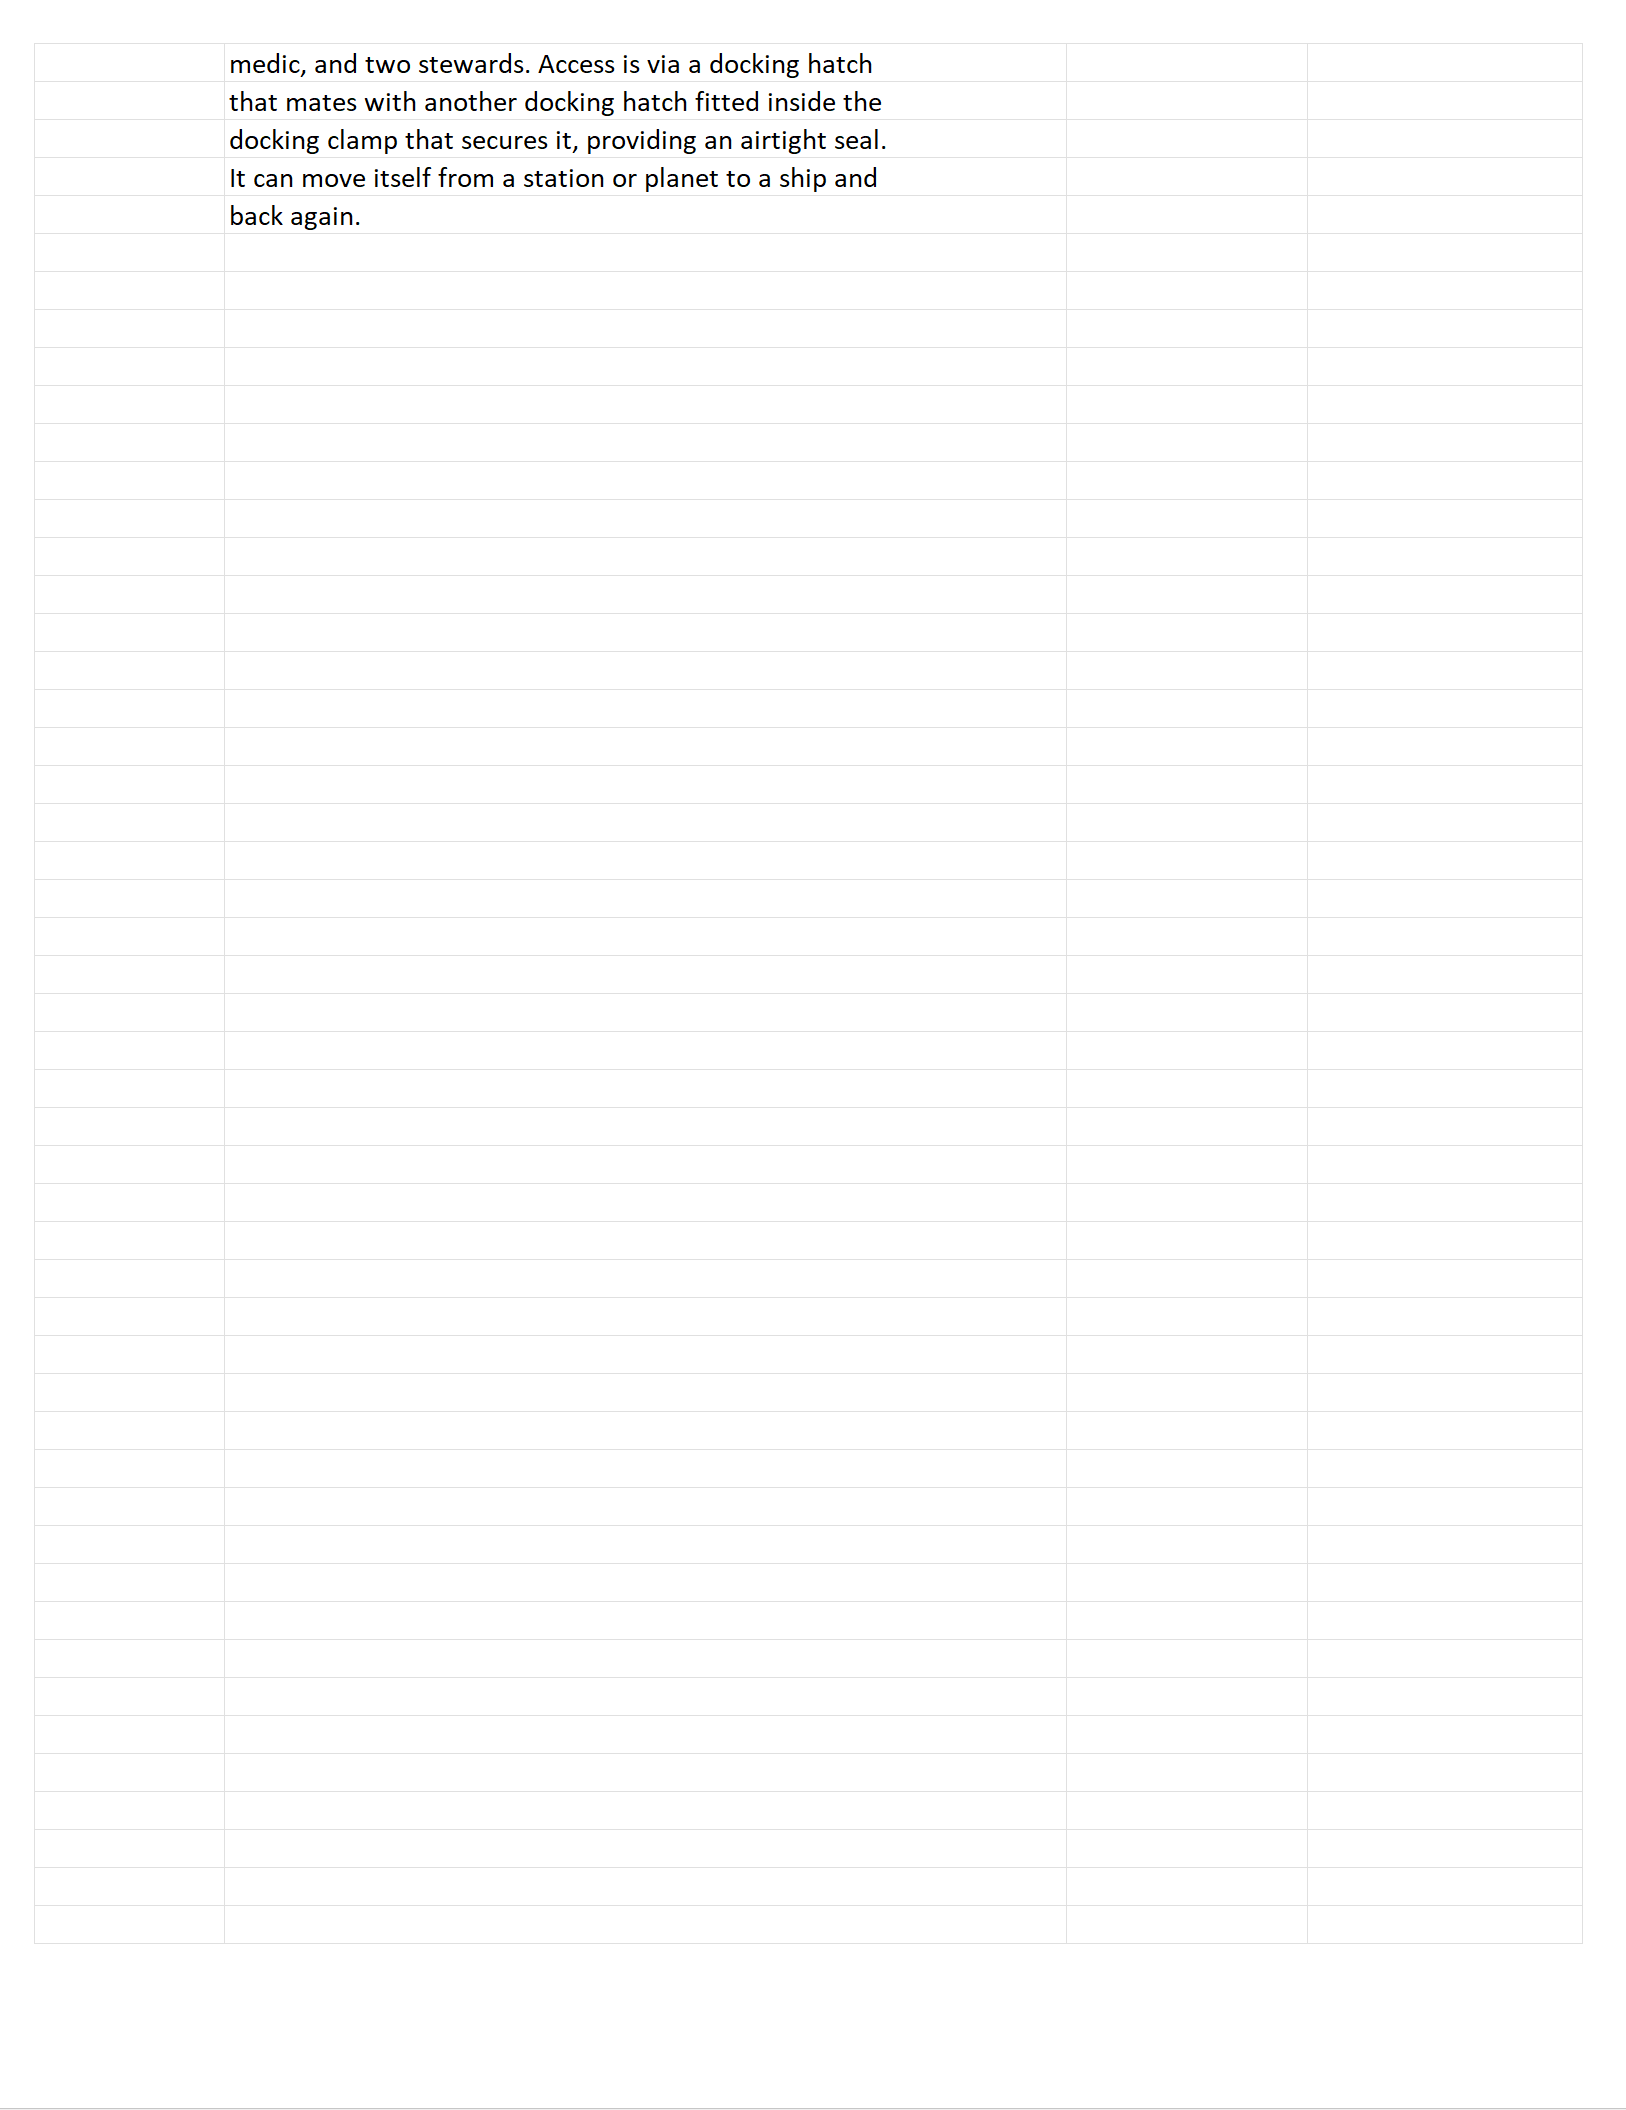 medic, and two stewards. Access is via a docking hatch
that mates with another docking hatch fitted inside the
docking clamp that secures it, providing an airtight seal.
It can move itself from a station or planet to a ship and
back again.